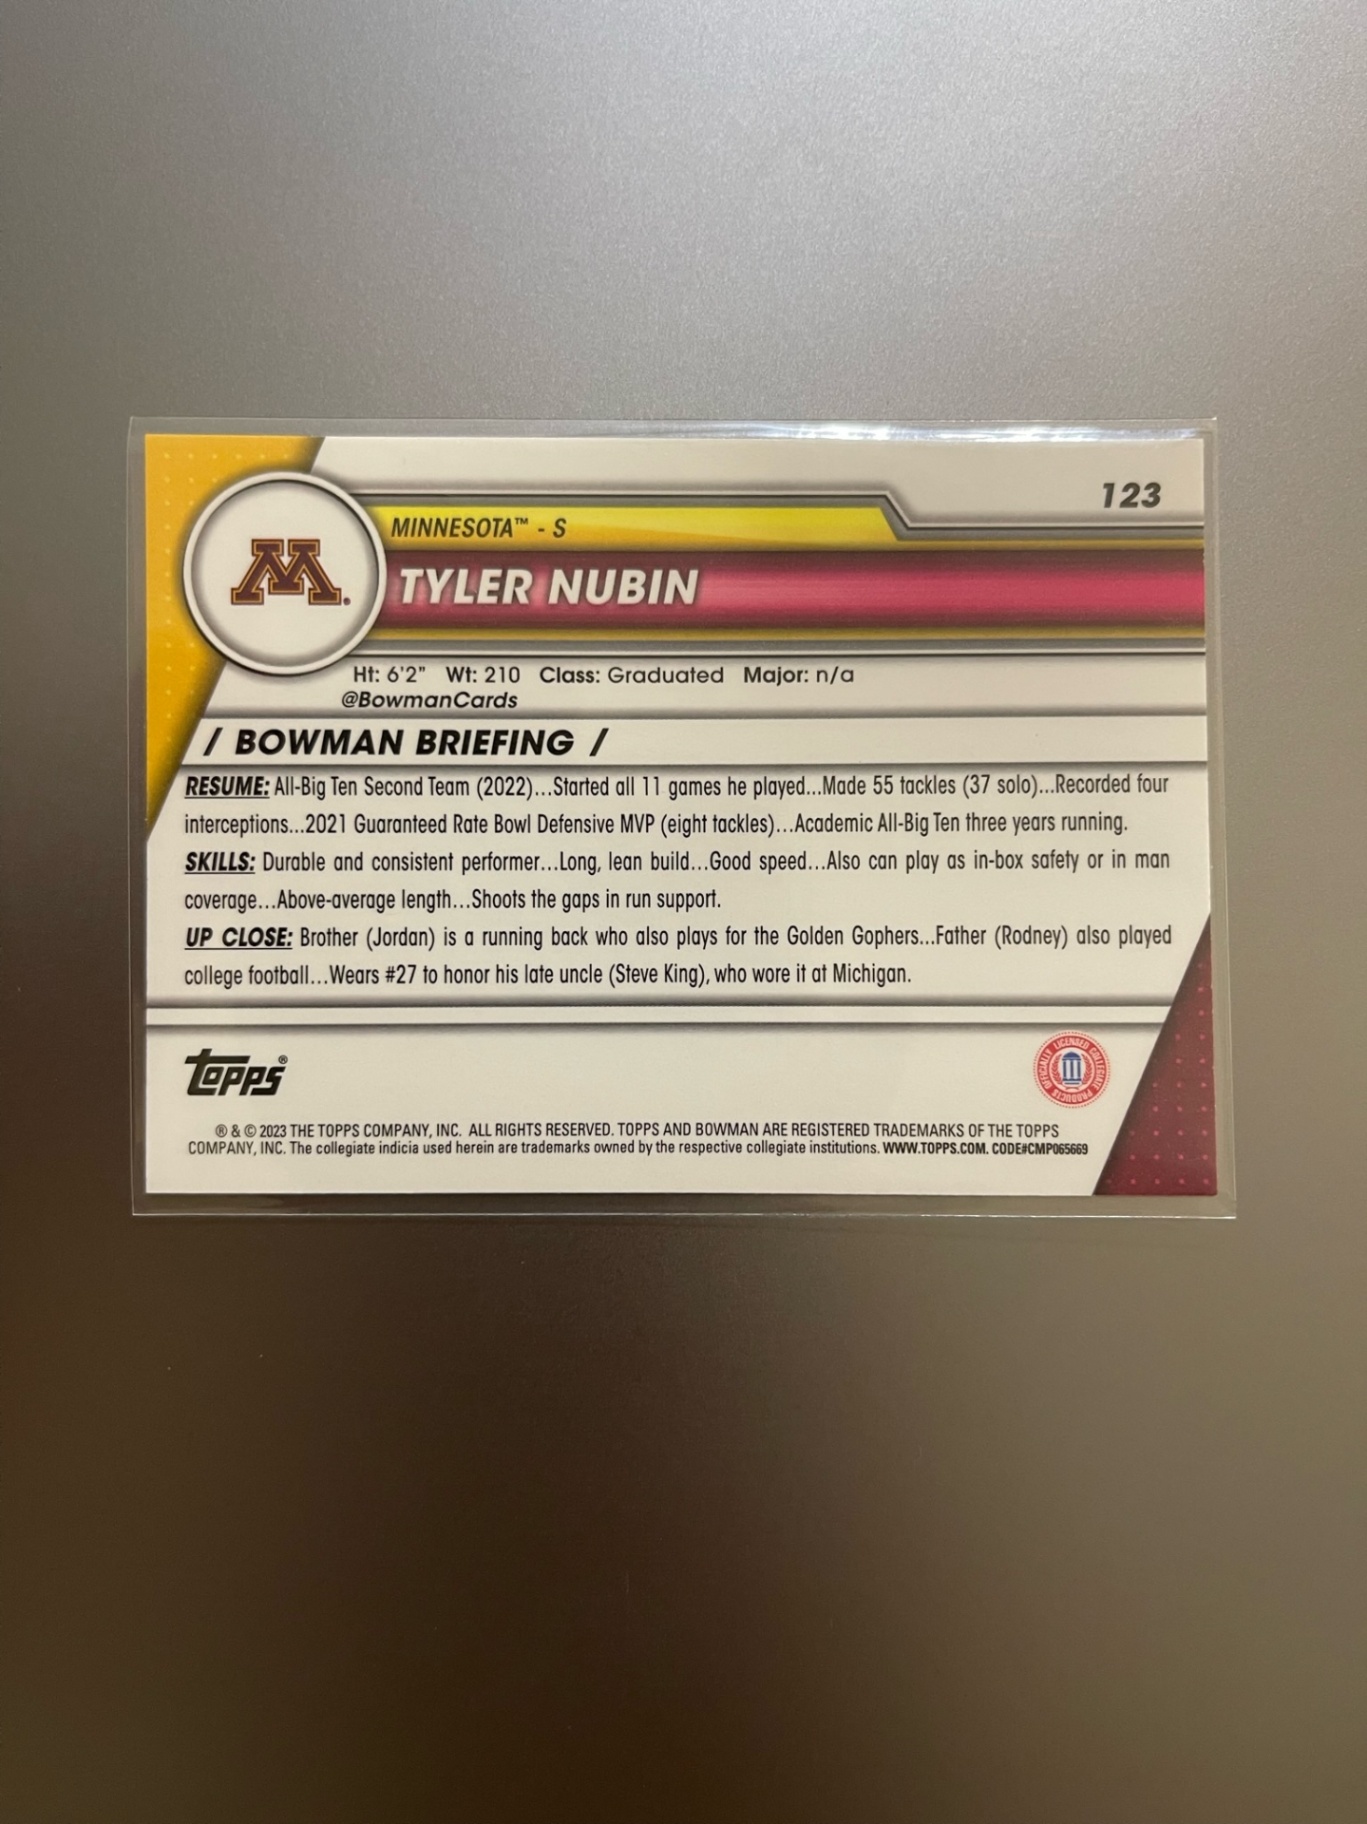 123
MINNESOTA™ - S
M®
TYLER NUBIN
Ht: 6'2" Wt: 210 Class: Graduated Major: n/a
@BowmanCards
/ BOWMAN BRIEFING /
RESUME: All-Big Ten Second Team (2022)...Started all 11 games he played...Made 55 tackles (37 solo)...Recorded four
interceptions...2021 Guaranteed Rate Bowl Defensive MVP (eight tackles)...Academic All-Big Ten three years running.
SKILLS: Durable and consistent performer...Long, lean build...Good speed...Also can play as in-box safety or in man
coverage...Above-average length...Shoots the gaps in run support.
UP CLOSE: Brother (Jordan) is a running back who also plays for the Golden Gophers...Father (Rodney) also played
college football...Wears #27 to honor his late uncle (Steve King), who wore it at Michigan.
Topps®
OFFICIALLY LICENSED COLLEGIATE PRODUCTS
® & © 2023 THE TOPPS COMPANY, INC. ALL RIGHTS RESERVED. TOPPS AND BOWMAN ARE REGISTERED TRADEMARKS OF THE TOPPS
COMPANY, INC. The collegiate indicia used herein are trademarks owned by the respective collegiate institutions. WWW.TOPPS.COM. CODE#CMP065669